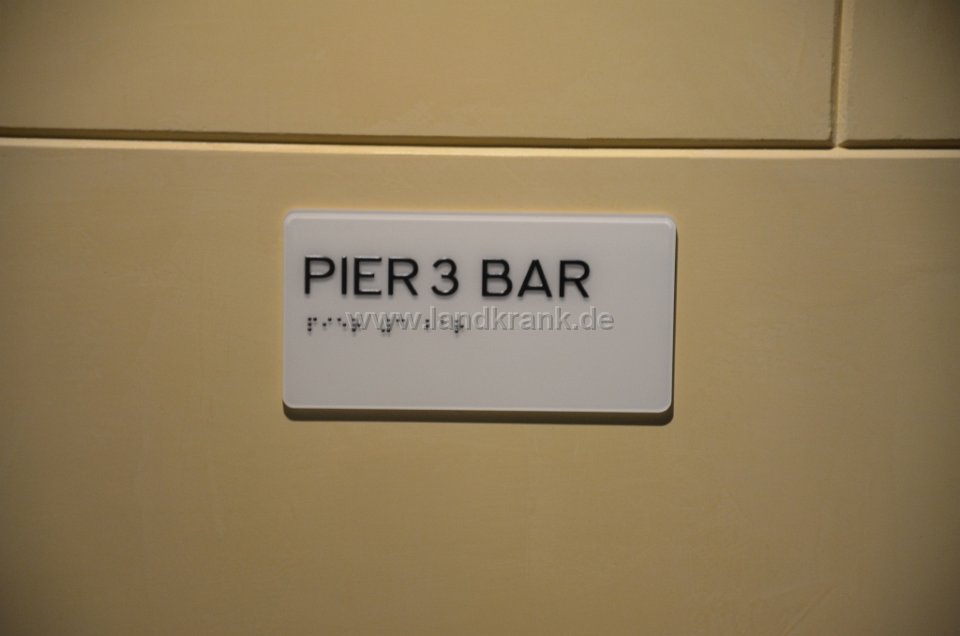 PIER 3 BAR
⠏⠊⠑⠗ ⠼⠉ ⠃⠁⠗
www.landkrank.de